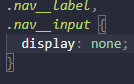 .nav__label,
.nav__input {
  display: none;
}